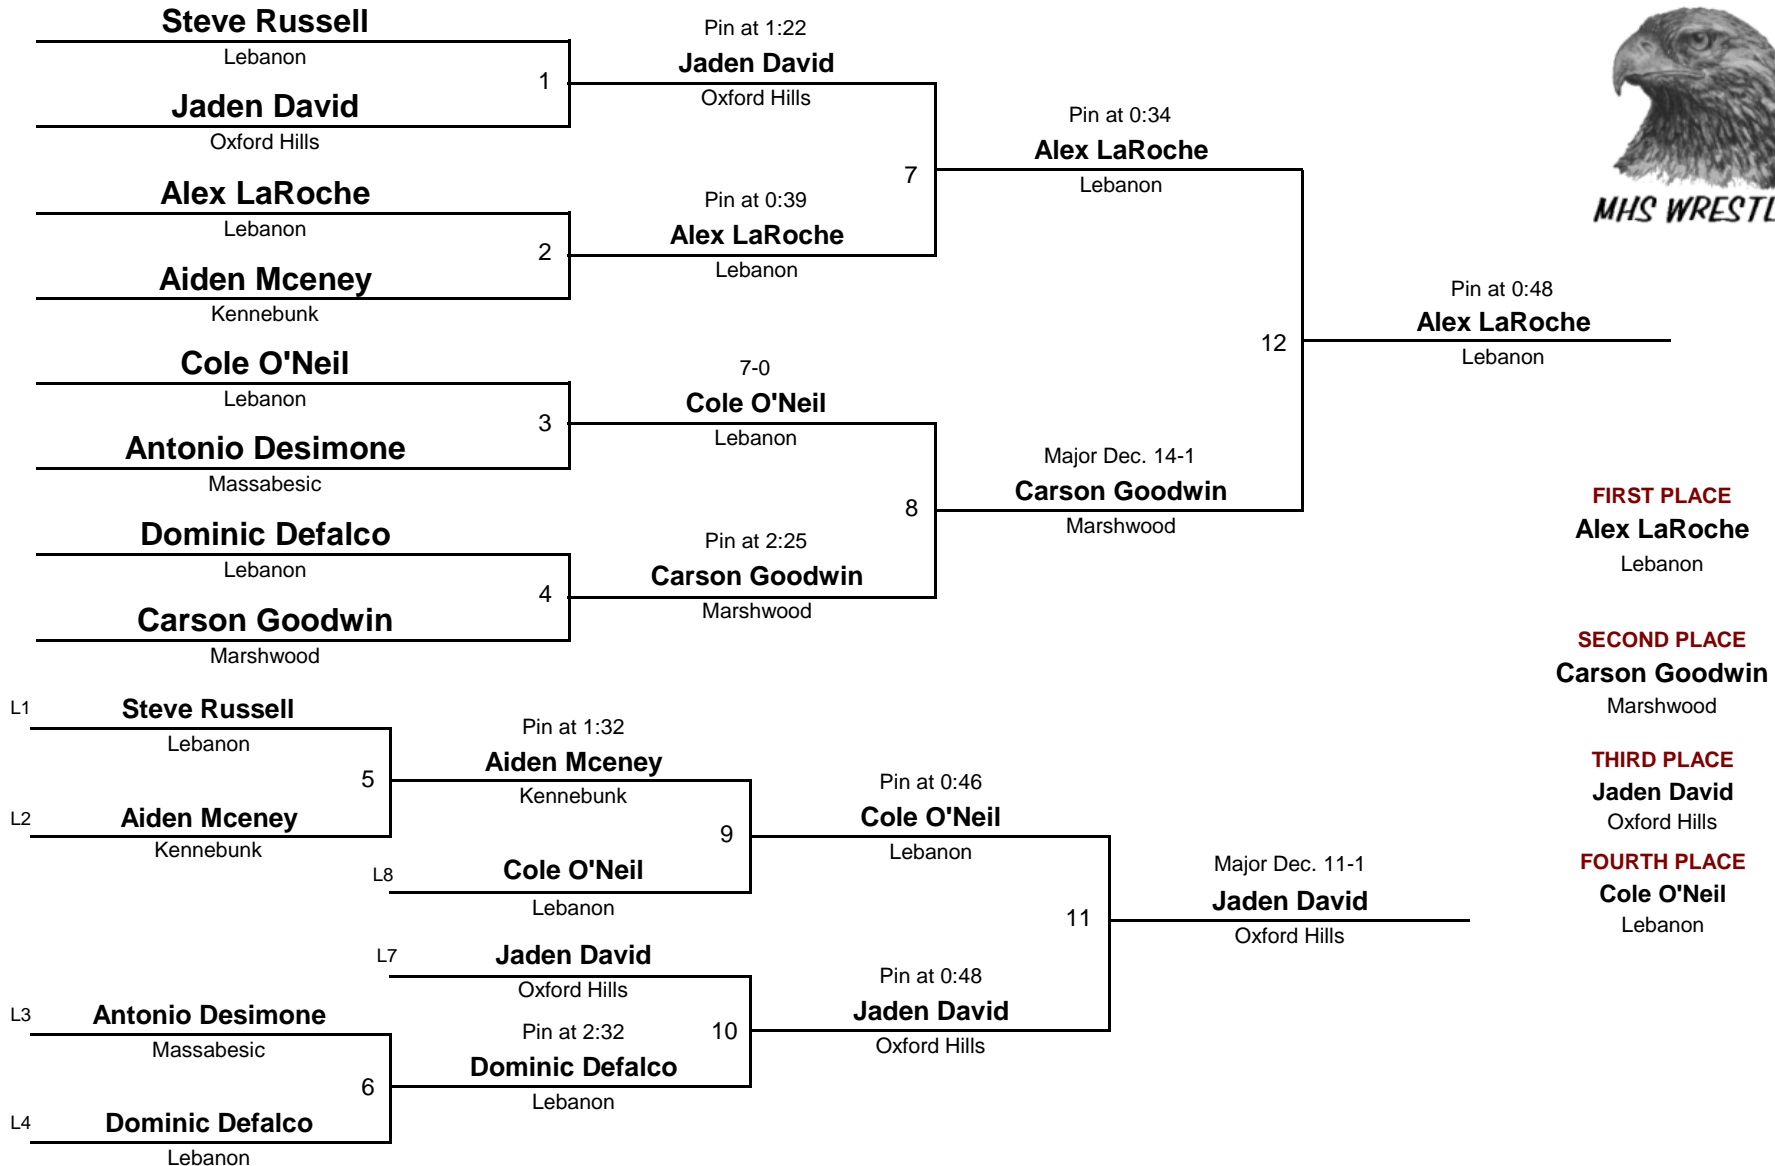 Steve Russell
Lebanon
1
Jaden David
Oxford Hills
Alex LaRoche
Lebanon
2
Aiden Mceney
Kennebunk
Cole O'Neil
Lebanon
3
Antonio Desimone
Massabesic
Dominic Defalco
Lebanon
4
Carson Goodwin
Marshwood
Pin at 1:22
Jaden David
Oxford Hills
7
Pin at 0:39
Alex LaRoche
Lebanon
7-0
Cole O'Neil
Lebanon
8
Pin at 2:25
Carson Goodwin
Marshwood
Pin at 0:34
Alex LaRoche
Lebanon
12
Major Dec. 14-1
Carson Goodwin
Marshwood
Pin at 0:48
Alex LaRoche
Lebanon
MHS WRESTL
FIRST PLACE
Alex LaRoche
Lebanon
SECOND PLACE
Carson Goodwin
Marshwood
THIRD PLACE
Jaden David
Oxford Hills
FOURTH PLACE
Cole O'Neil
Lebanon
L1
Steve Russell
Lebanon
5
L2
Aiden Mceney
Kennebunk
Pin at 1:32
Aiden Mceney
Kennebunk
9
L8
Cole O'Neil
Lebanon
L7
Jaden David
Oxford Hills
10
L3
Antonio Desimone
Massabesic
6
L4
Dominic Defalco
Lebanon
Pin at 2:32
Dominic Defalco
Lebanon
Pin at 0:46
Cole O'Neil
Lebanon
11
Pin at 0:48
Jaden David
Oxford Hills
Major Dec. 11-1
Jaden David
Oxford Hills